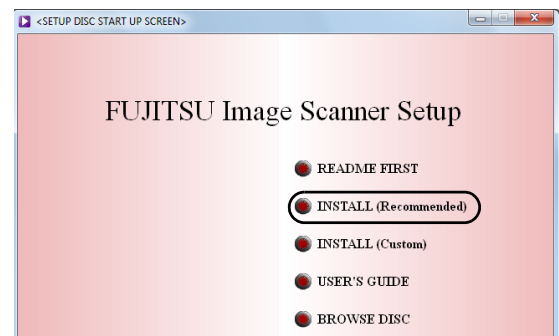 <SETUP DISC START UP SCREEN>
FUJITSU Image Scanner Setup
README FIRST
INSTALL (Recommended)
INSTALL (Custom)
USER'S GUIDE
BROWSE DISC